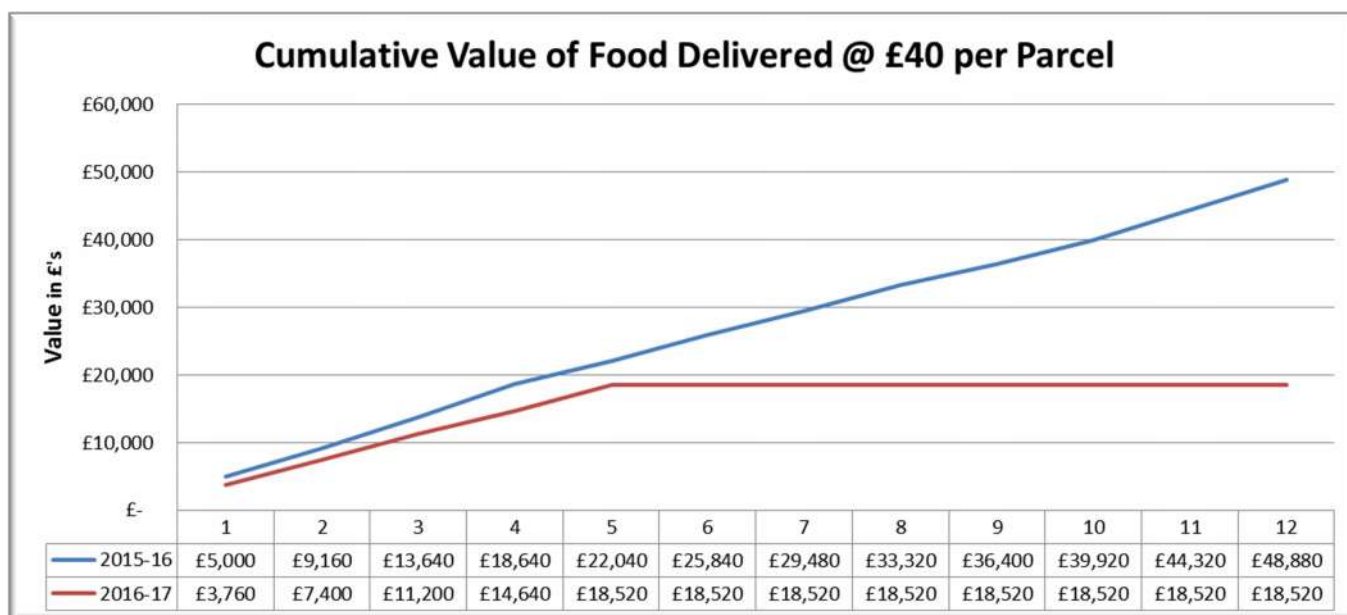 Cumulative Value of Food Delivered @ £40 per Parcel
£60,000
£50,000
£40,000
£30,000
£20,000
£10,000
£-
Value in £'s
1 2 3 4 5 6 7 8 9 10 11 12
2015-16 £5,000 £9,160 £13,640 £18,640 £22,040 £25,840 £29,480 £33,320 £36,400 £39,920 £44,320 £48,880
2016-17 £3,760 £7,400 £11,200 £14,640 £18,520 £18,520 £18,520 £18,520 £18,520 £18,520 £18,520 £18,520